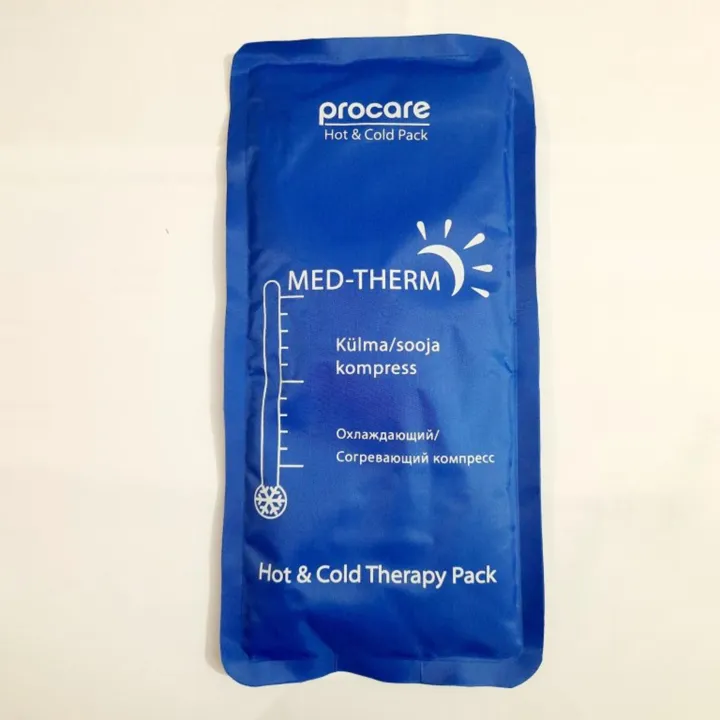 procare
Hot & Cold Pack
MED-THERM
Külma/sooja
kompress
Охлаждающий/
Согревающий компресс
Hot & Cold Therapy Pack